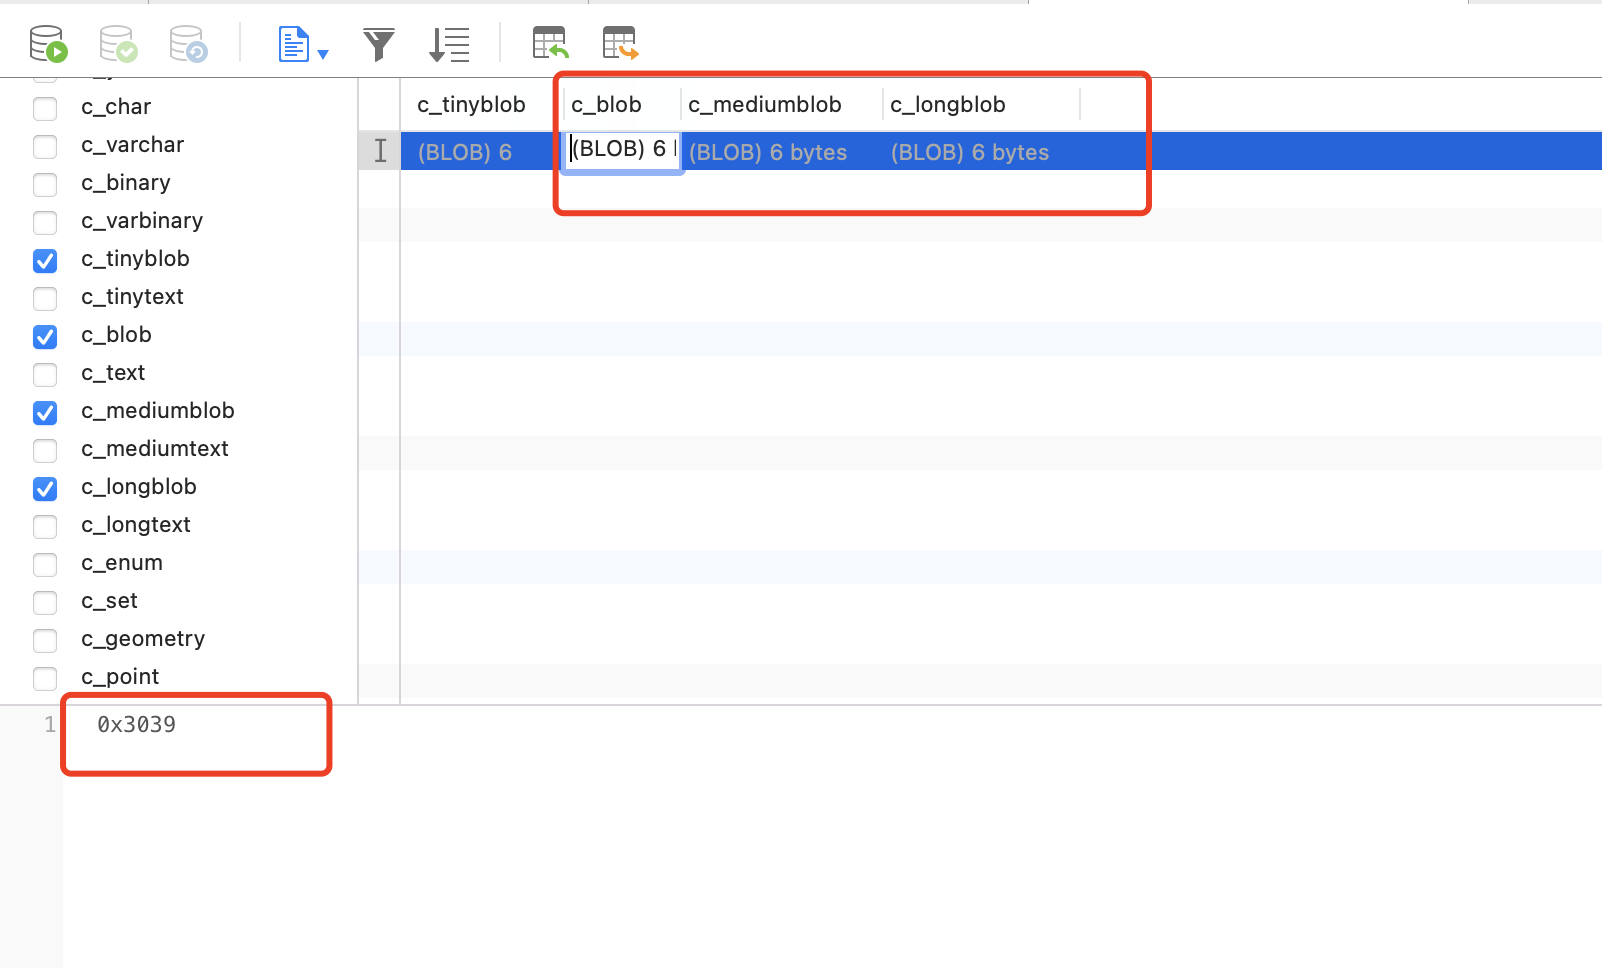 c_char
c_varchar
c_binary
c_varbinary
c_tinyblob
c_tinytext
c_blob
c_text
c_mediumblob
c_mediumtext
c_longblob
c_longtext
c_enum
c_set
c_geometry
c_point
c_tinyblob c_blob c_mediumblob c_longblob
(BLOB) 6 (BLOB) 6 (BLOB) 6 bytes (BLOB) 6 bytes
1 0x3039